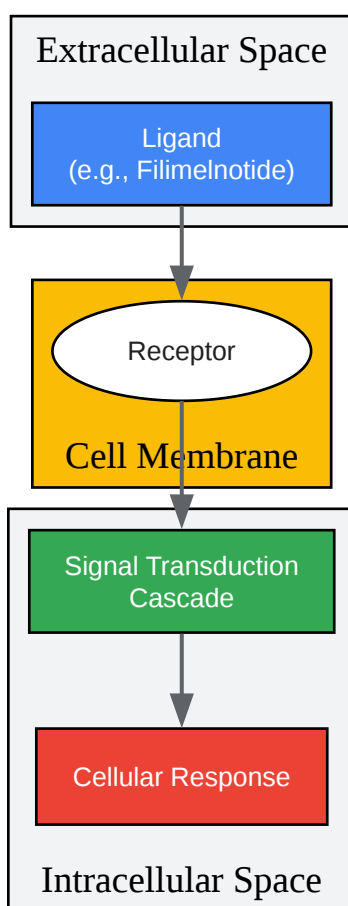 Extracellular Space
Ligand
(e.g., Filimelnotide)
Receptor
Cell Membrane
Signal Transduction
Cascade
Cellular Response
Intracellular Space